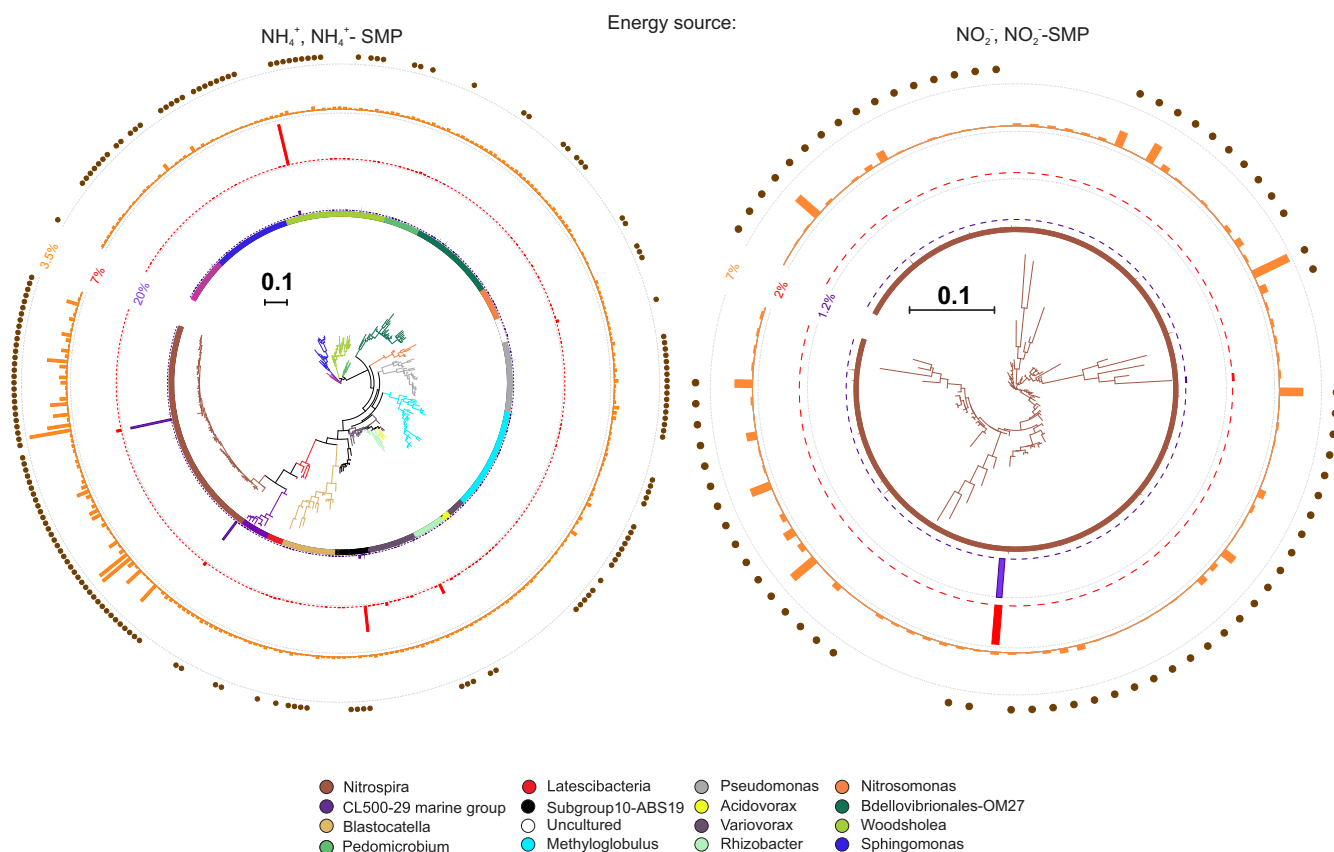 Energy source:
NH₄⁺, NH₄⁺- SMP
NO₂⁻, NO₂⁻-SMP
3.5%
7%
20%
0.1
7%
2%
1.2%
0.1
Nitrospira
CL500-29 marine group
Blastocatella
Pedomicrobium
Latescibacteria
Subgroup10-ABS19
Uncultured
Methyloglobulus
Pseudomonas
Acidovorax
Variovorax
Rhizobacter
Nitrosomonas
Bdellovibrionales-OM27
Woodsholea
Sphingomonas